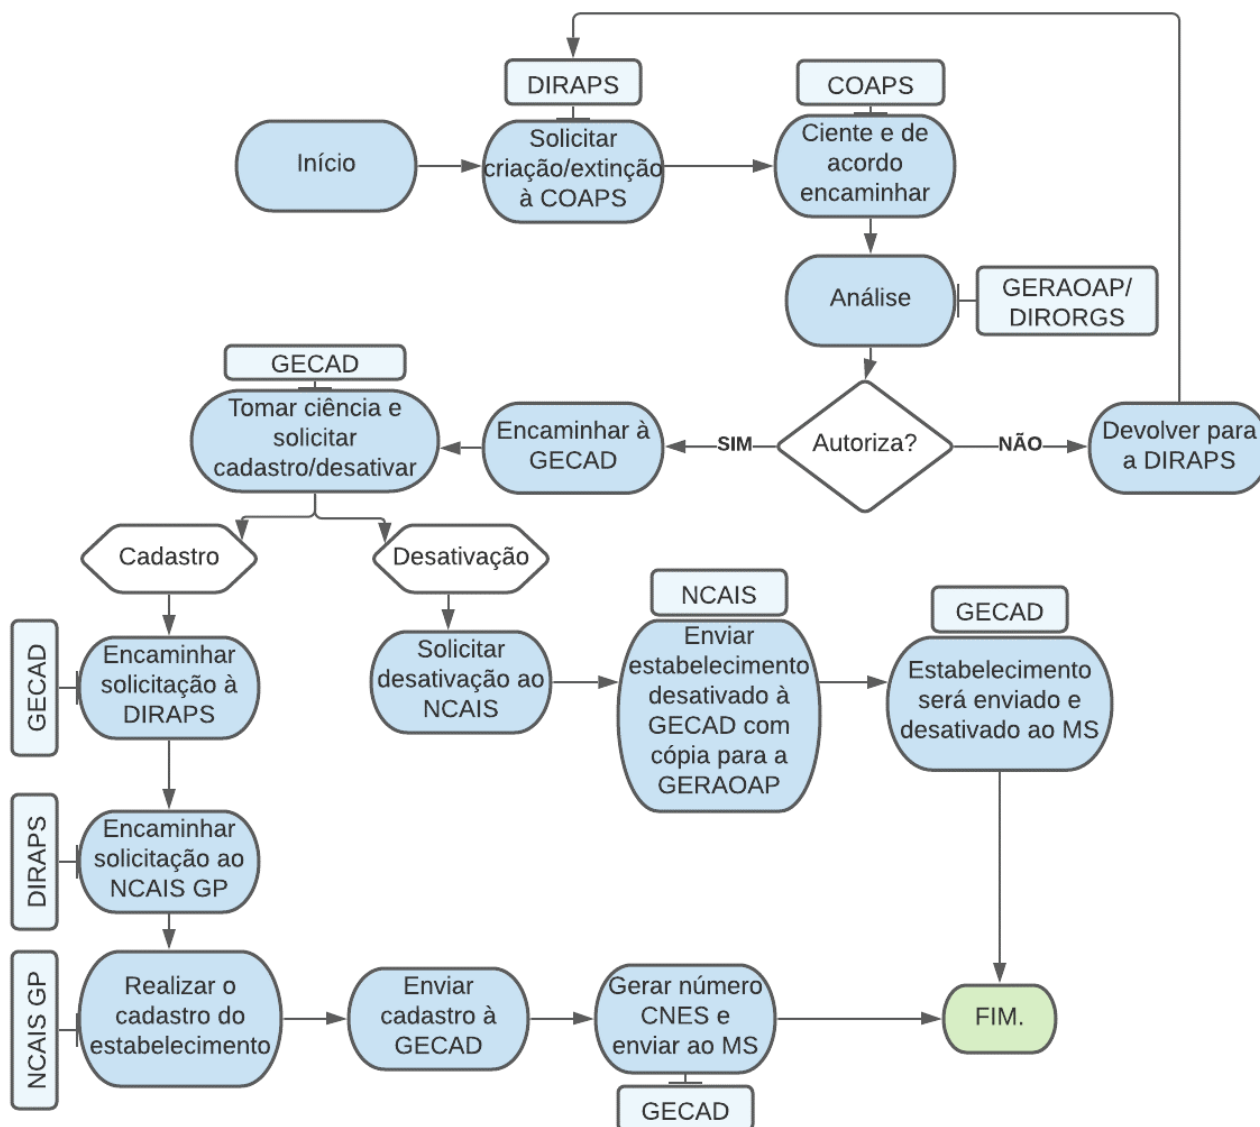 DIRAPS
COAPS
Início
Solicitar
criação/extinção
à COAPS
Ciente e de
acordo
encaminhar
Análise
GERAOAP/
DIRORGS
GECAD
Tomar ciência e
solicitar
cadastro/desativar
Encaminhar à
GECAD
SIM
Autoriza?
NÃO
Devolver para
a DIRAPS
Cadastro
Desativação
GECAD
Encaminhar
solicitação à
DIRAPS
Solicitar
desativação ao
NCAIS
NCAIS
Enviar
estabelecimento
desativado à
GECAD com
cópia para a
GERAOAP
GECAD
Estabelecimento
será enviado e
desativado ao MS
DIRAPS
Encaminhar
solicitação ao
NCAIS GP
NCAIS GP
Realizar o
cadastro do
estabelecimento
Enviar
cadastro à
GECAD
Gerar número
CNES e
enviar ao MS
GECAD
FIM.